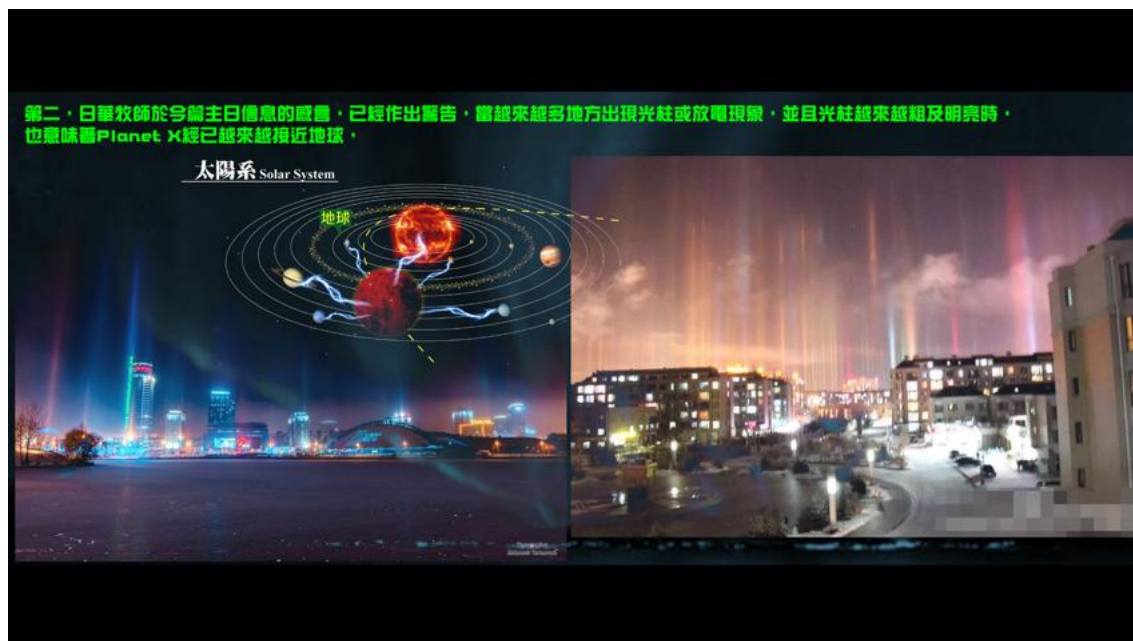 第二，日華牧師於今篇主日信息的感言，已經作出警告，當越來越多地方出現光柱或放電現象，並且光柱越來越粗及明亮時，
也意味著Planet X經已越來越接近地球。
太陽系 Solar System
地球